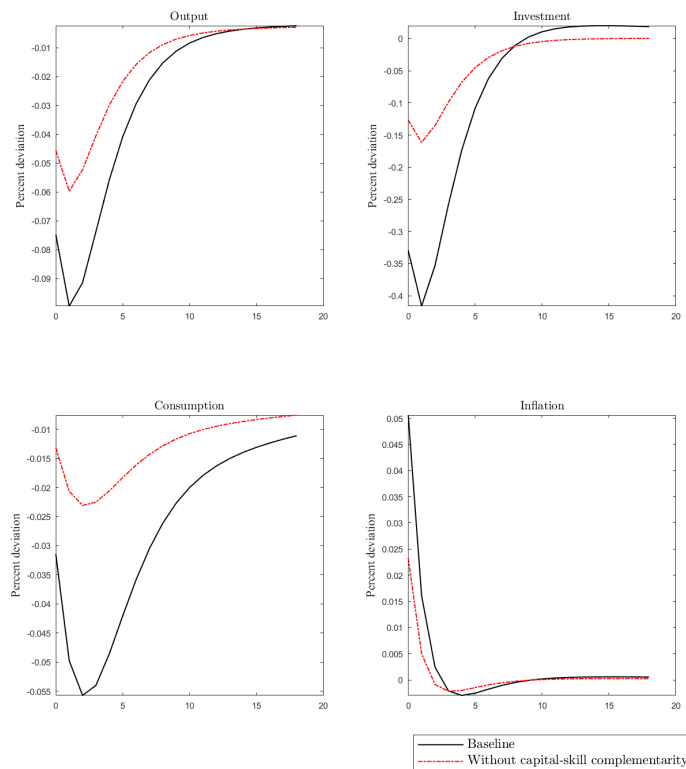 Output
Percent deviation
-0.01
-0.02
-0.03
-0.04
-0.05
-0.06
-0.07
-0.08
-0.09
0 5 10 15 20
Investment
Percent deviation
0
-0.05
-0.1
-0.15
-0.2
-0.25
-0.3
-0.35
-0.4
0 5 10 15 20
Consumption
Percent deviation
-0.01
-0.015
-0.02
-0.025
-0.03
-0.035
-0.04
-0.045
-0.05
-0.055
0 5 10 15 20
Inflation
Percent deviation
0.05
0.045
0.04
0.035
0.03
0.025
0.02
0.015
0.01
0.005
0
0 5 10 15 20
Baseline
Without capital-skill complementarity